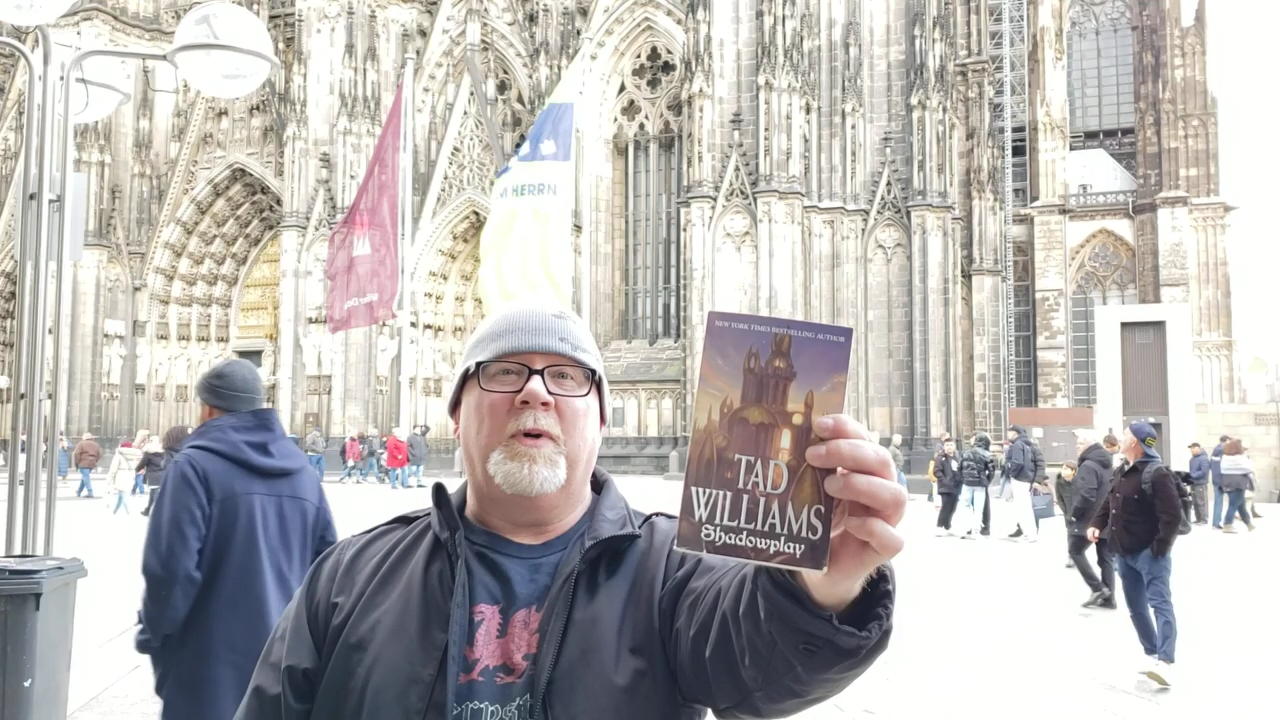 M HERRN
NEW YORK TIMES BESTSELLING AUTHOR
TAD
WILLIAMS
Shadowplay